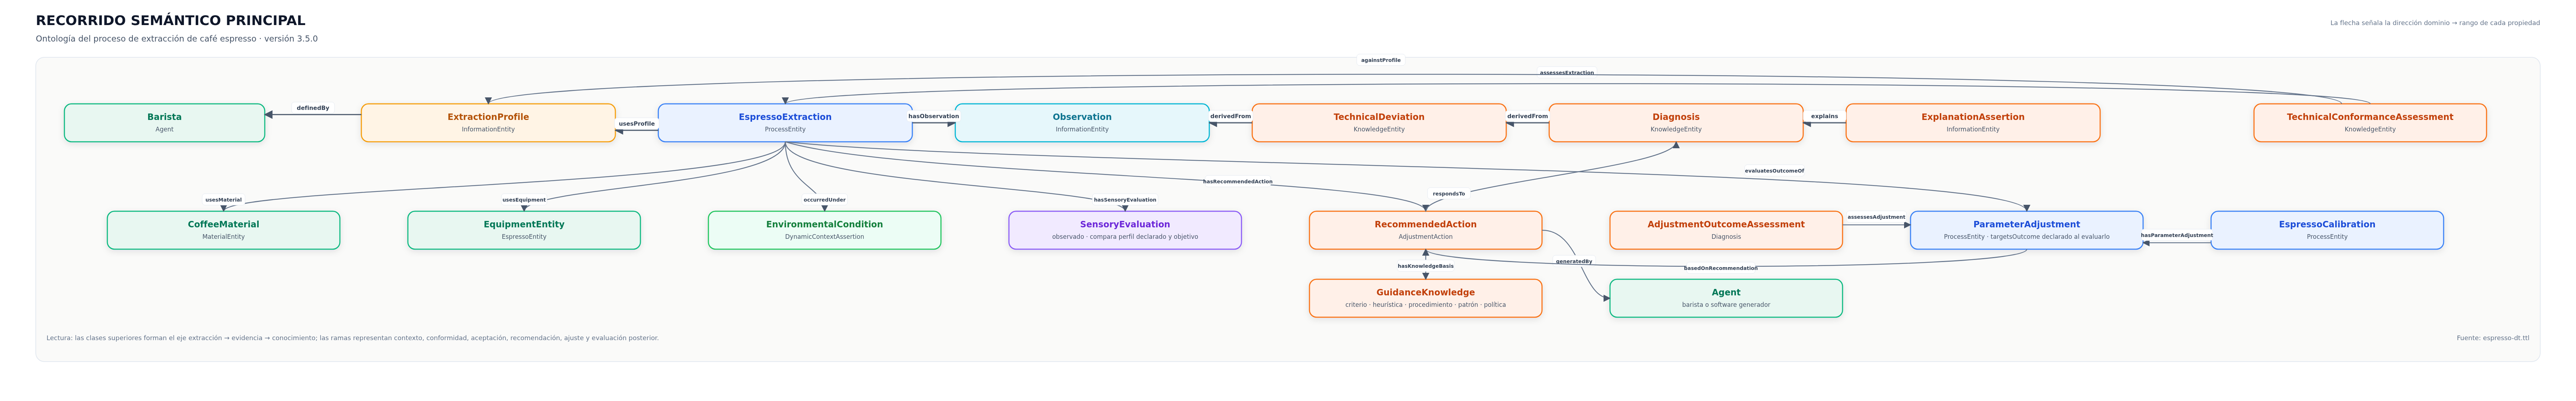 RECORRIDO SEMÁNTICO PRINCIPAL
La flecha señala la dirección dominio → rango de cada propiedad
Ontología del proceso de extracción de café espresso · versión 3.5.0
againstProfile
assessesExtraction
definedBy
usesProfile
hasObservation
derivedFrom
derivedFrom
explains
Barista
Agent
ExtractionProfile
InformationEntity
EspressoExtraction
ProcessEntity
Observation
InformationEntity
TechnicalDeviation
KnowledgeEntity
Diagnosis
KnowledgeEntity
ExplanationAssertion
InformationEntity
TechnicalConformanceAssessment
KnowledgeEntity
evaluatesOutcomeOf
hasRecommendedAction
respondsTo
usesMaterial
usesEquipment
occurredUnder
hasSensoryEvaluation
assessesAdjustment
hasParameterAdjustment
CoffeeMaterial
MaterialEntity
EquipmentEntity
EspressoEntity
EnvironmentalCondition
DynamicContextAssertion
SensoryEvaluation
observado · compara perfil declarado y objetivo
RecommendedAction
AdjustmentAction
AdjustmentOutcomeAssessment
Diagnosis
ParameterAdjustment
ProcessEntity · targetsOutcome declarado al evaluarlo
EspressoCalibration
ProcessEntity
generatedBy
hasKnowledgeBasis
basedOnRecommendation
GuidanceKnowledge
criterio · heurística · procedimiento · patrón · política
Agent
barista o software generador
Lectura: las clases superiores forman el eje extracción → evidencia → conocimiento; las ramas representan contexto, conformidad, aceptación, recomendación, ajuste y evaluación posterior.
Fuente: espresso-dt.ttl